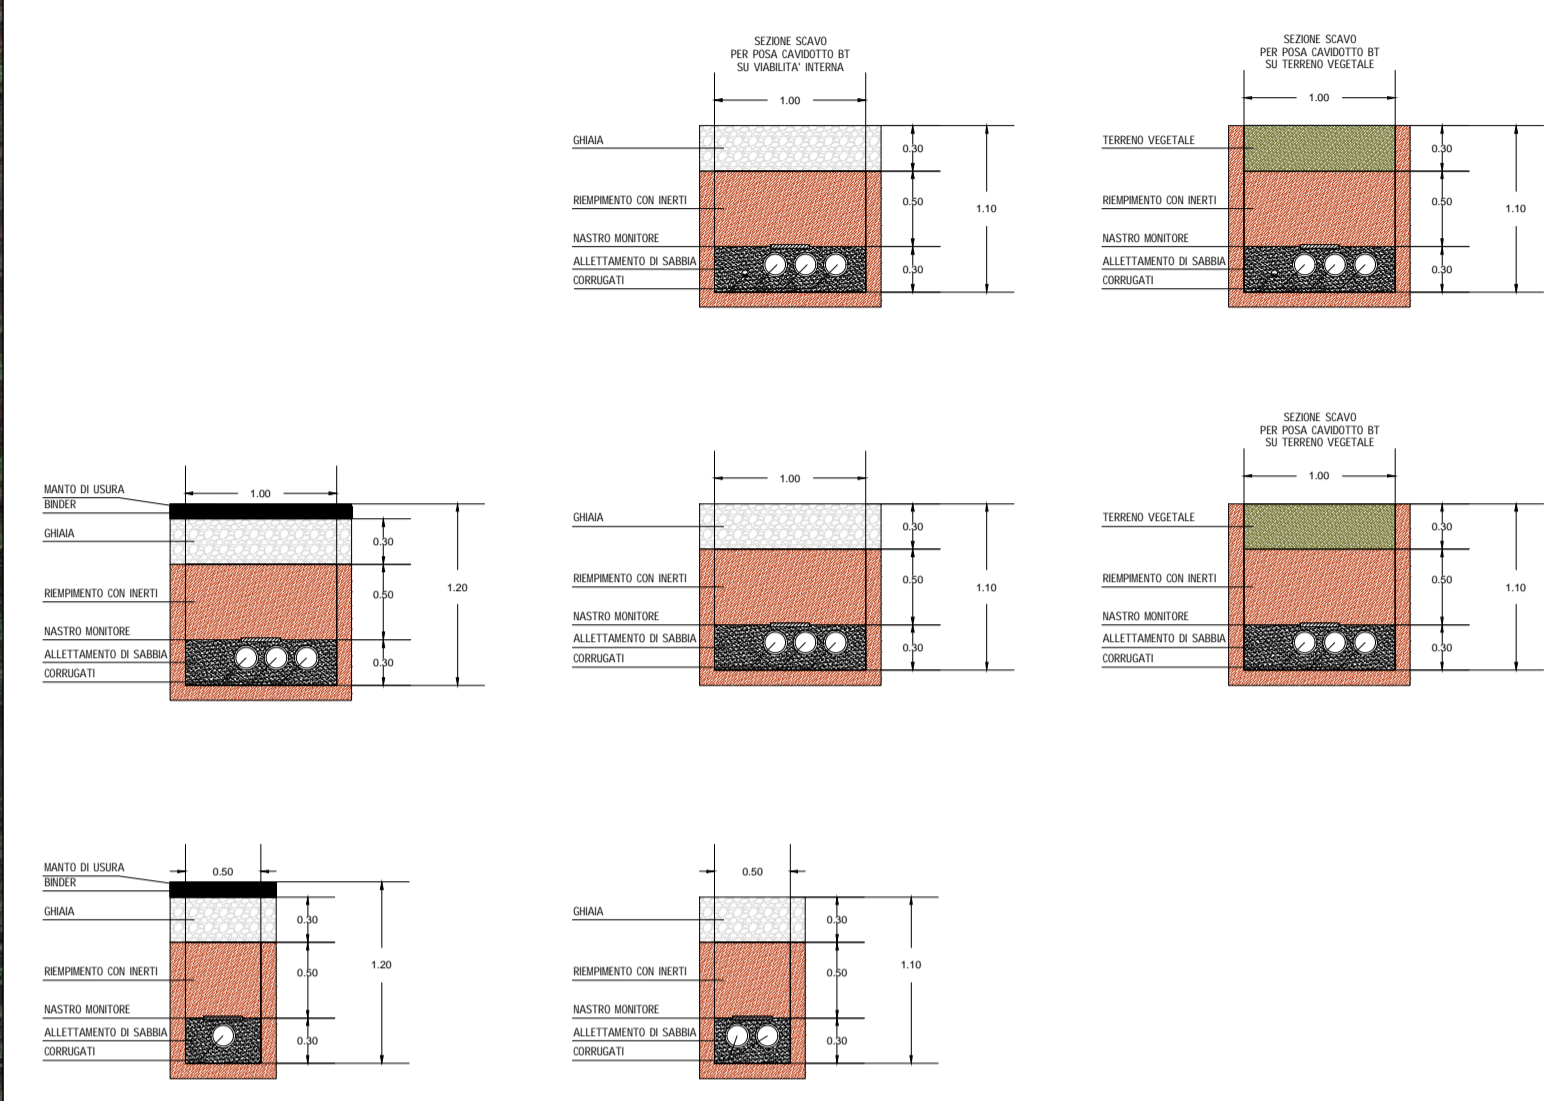 SEZIONE SCAVO
PER POSA CAVIDOTTO BT
SU VIABILITA' INTERNA
1.00
GHIAIA
0.30
RIEMPIMENTO CON INERTI
0.50
1.10
NASTRO MONITORE
ALLETTAMENTO DI SABBIA
0.30
CORRUGATI
SEZIONE SCAVO
PER POSA CAVIDOTTO BT
SU TERRENO VEGETALE
1.00
TERRENO VEGETALE
0.30
RIEMPIMENTO CON INERTI
0.50
1.10
NASTRO MONITORE
ALLETTAMENTO DI SABBIA
0.30
CORRUGATI
MANTO DI USURA
1.00
BINDER
GHIAIA
0.30
RIEMPIMENTO CON INERTI
0.50
1.20
NASTRO MONITORE
ALLETTAMENTO DI SABBIA
0.30
CORRUGATI
1.00
GHIAIA
0.30
RIEMPIMENTO CON INERTI
0.50
1.10
NASTRO MONITORE
ALLETTAMENTO DI SABBIA
0.30
CORRUGATI
SEZIONE SCAVO
PER POSA CAVIDOTTO BT
SU TERRENO VEGETALE
1.00
TERRENO VEGETALE
0.30
RIEMPIMENTO CON INERTI
0.50
1.10
NASTRO MONITORE
ALLETTAMENTO DI SABBIA
0.30
CORRUGATI
MANTO DI USURA
0.50
BINDER
GHIAIA
0.30
RIEMPIMENTO CON INERTI
0.50
1.20
NASTRO MONITORE
ALLETTAMENTO DI SABBIA
0.30
CORRUGATI
0.50
GHIAIA
0.30
RIEMPIMENTO CON INERTI
0.50
1.10
NASTRO MONITORE
ALLETTAMENTO DI SABBIA
0.30
CORRUGATI